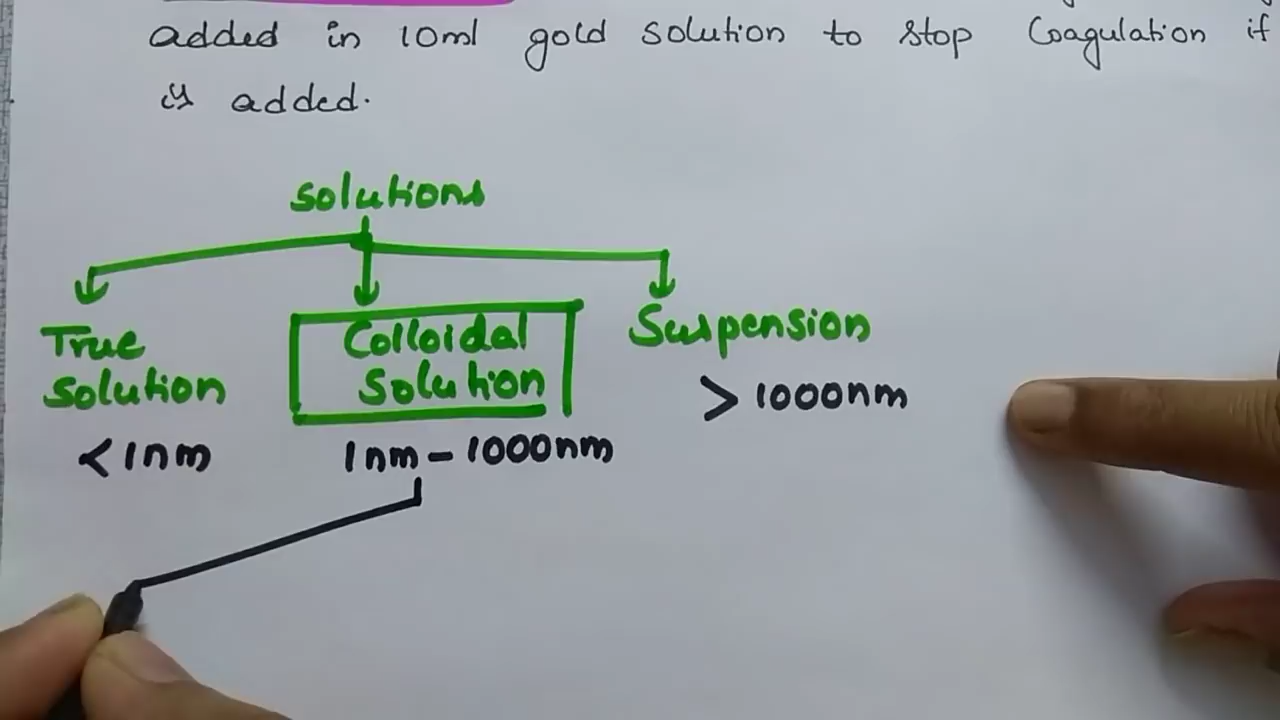 added in 10ml gold solution to stop Coagulation if
is added.
solutions
True solution
Colloidal solution
Suspension
< 1nm
1nm - 1000nm
> 1000nm